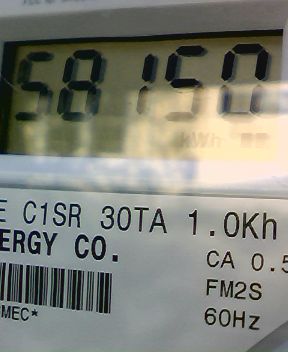 58150
kWh
E C1SR 30TA 1.0Kh
ERGY CO.
CA 0.5
FM2S
MEC*
60Hz